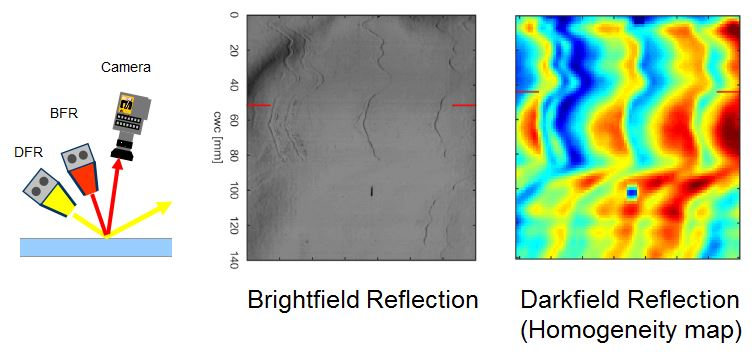 Camera
BFR
DFR
0
20
40
60
80
100
120
140
cwc [mm]
Brightfield Reflection
Darkfield Reflection
(Homogeneity map)